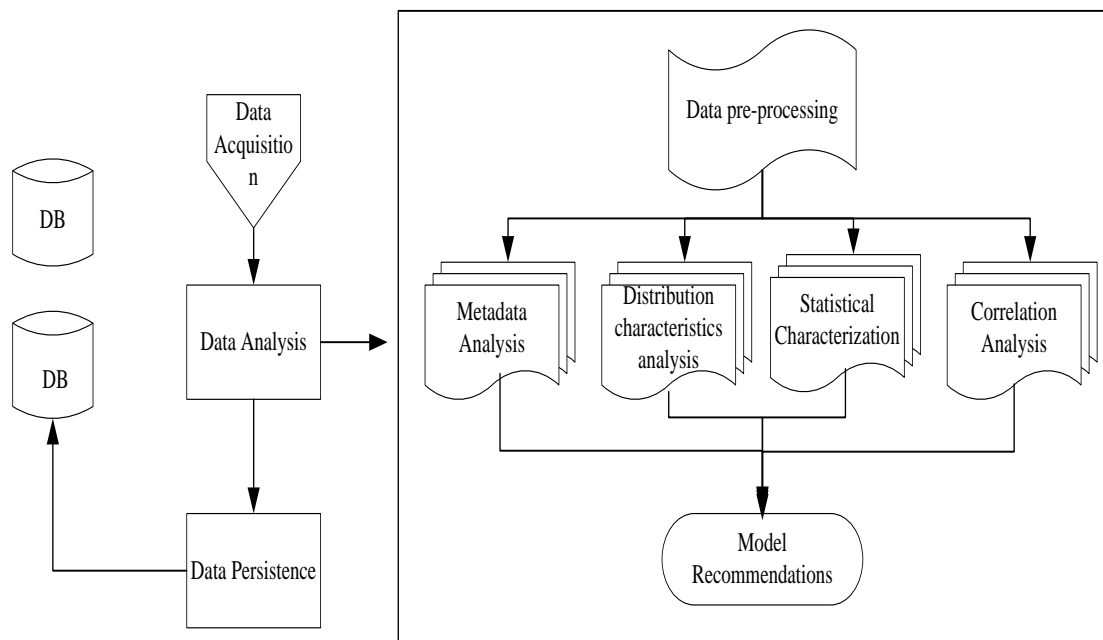 Data
Acquisitio
n
DB
DB
Data Analysis
Data Persistence
Data pre-processing
Metadata
Analysis
Distribution
characteristics
analysis
Statistical
Characterization
Correlation
Analysis
Model
Recommendations